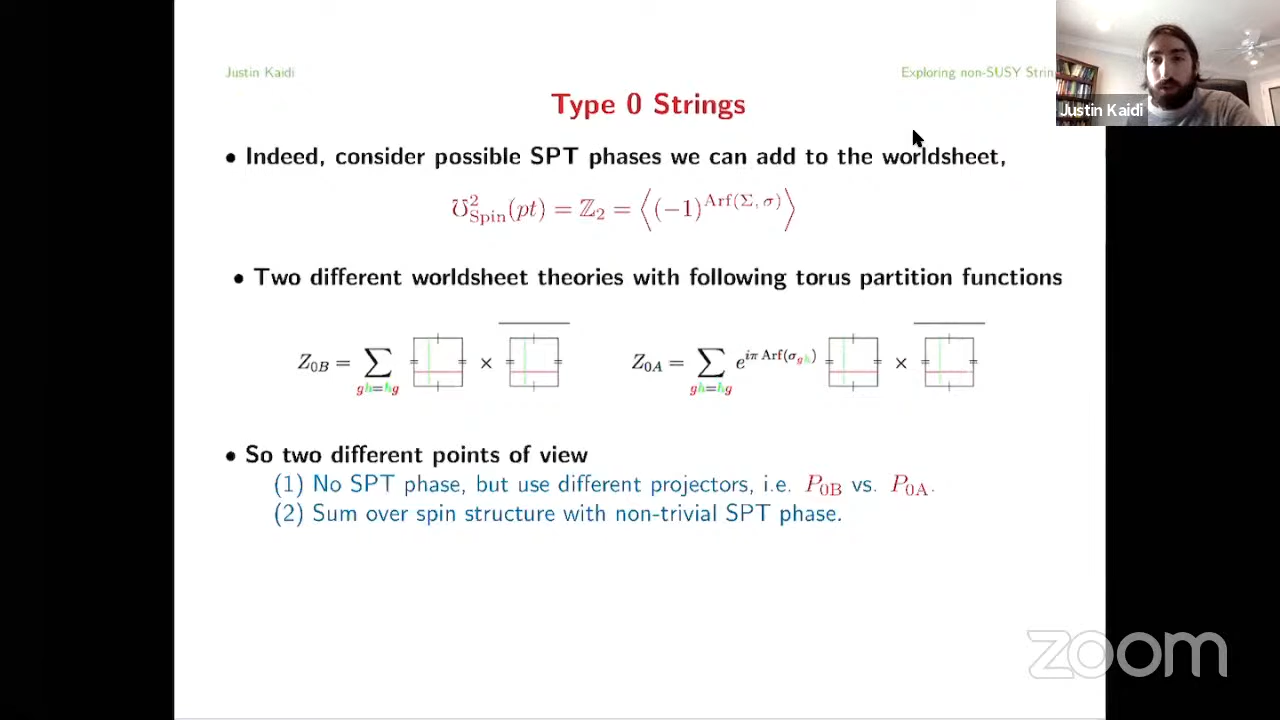 Justin Kaidi
Exploring non-SUSY Strin
Justin Kaidi
Type 0 Strings
• Indeed, consider possible SPT phases we can add to the worldsheet,
℧²_Spin(pt) = ℤ₂ = ⟨(−1)^Arf(Σ, σ)⟩
• Two different worldsheet theories with following torus partition functions
Z₀B = ∑ × Z₀A = ∑ e^{iπ Arf(σ_gh)} ×
gh=hg gh=hg
• So two different points of view
(1) No SPT phase, but use different projectors, i.e. P₀B vs. P₀A.
(2) Sum over spin structure with non-trivial SPT phase.
zoom